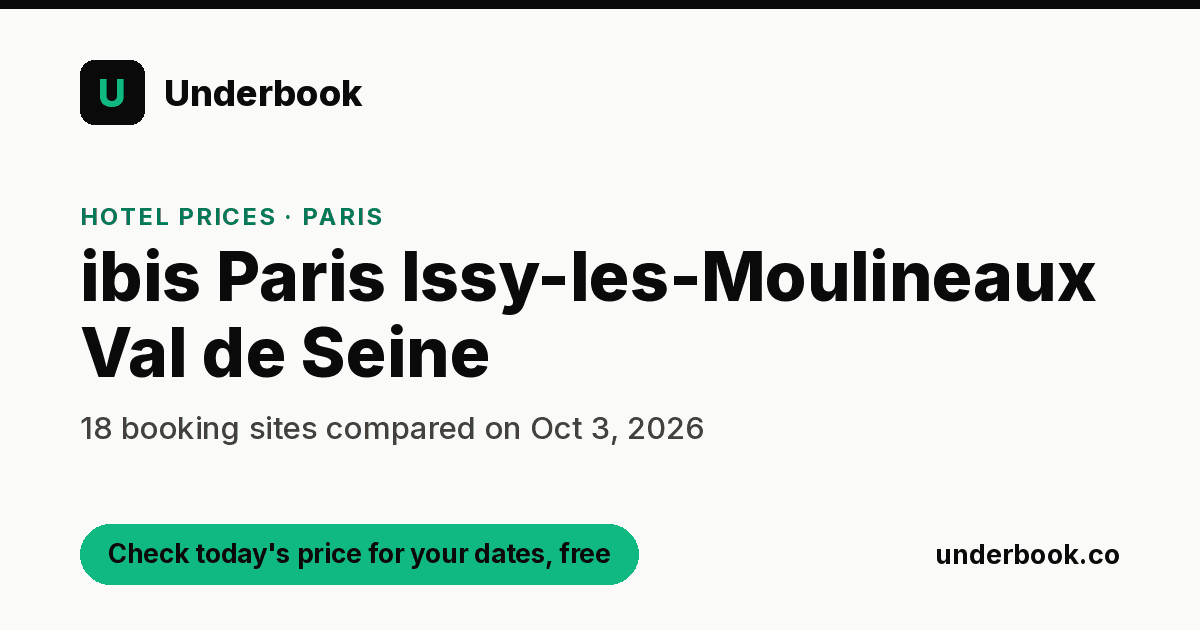 U Underbook
HOTEL PRICES · PARIS
ibis Paris Issy-les-Moulineaux
Val de Seine
18 booking sites compared on Oct 3, 2026
Check today's price for your dates, free
underbook.co